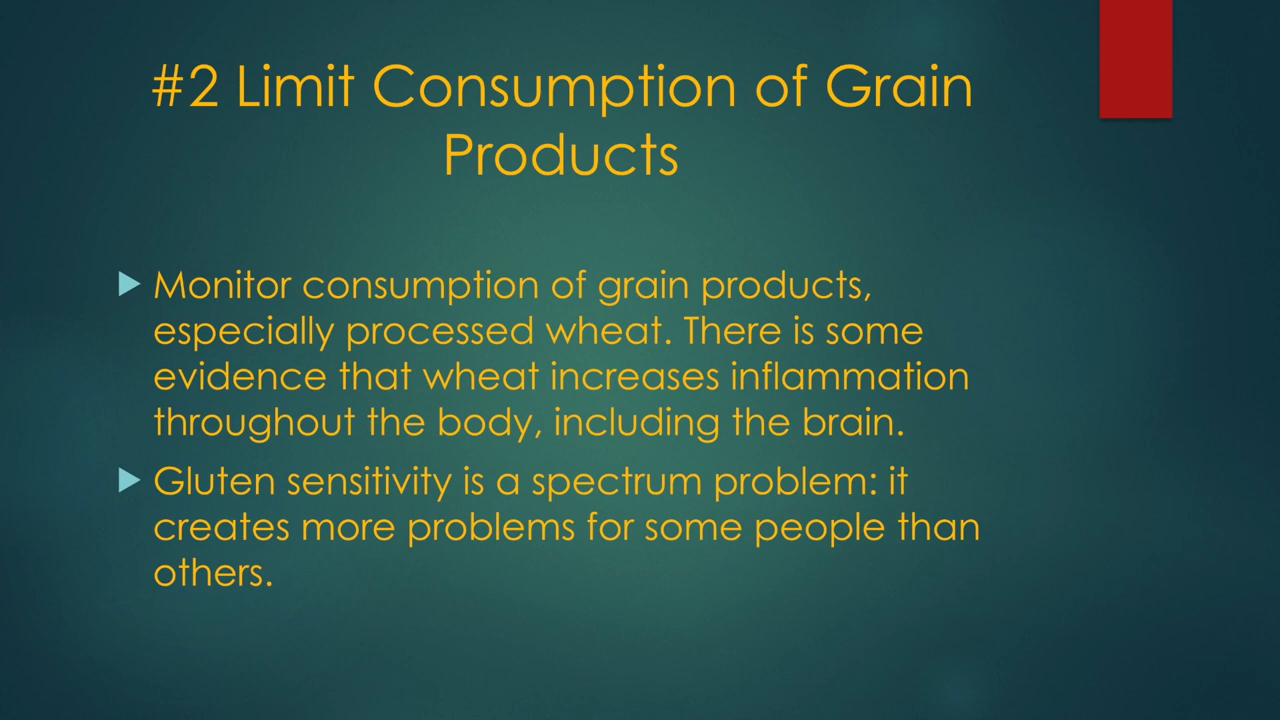 #2 Limit Consumption of Grain
Products
Monitor consumption of grain products,
especially processed wheat. There is some
evidence that wheat increases inflammation
throughout the body, including the brain.
Gluten sensitivity is a spectrum problem: it
creates more problems for some people than
others.